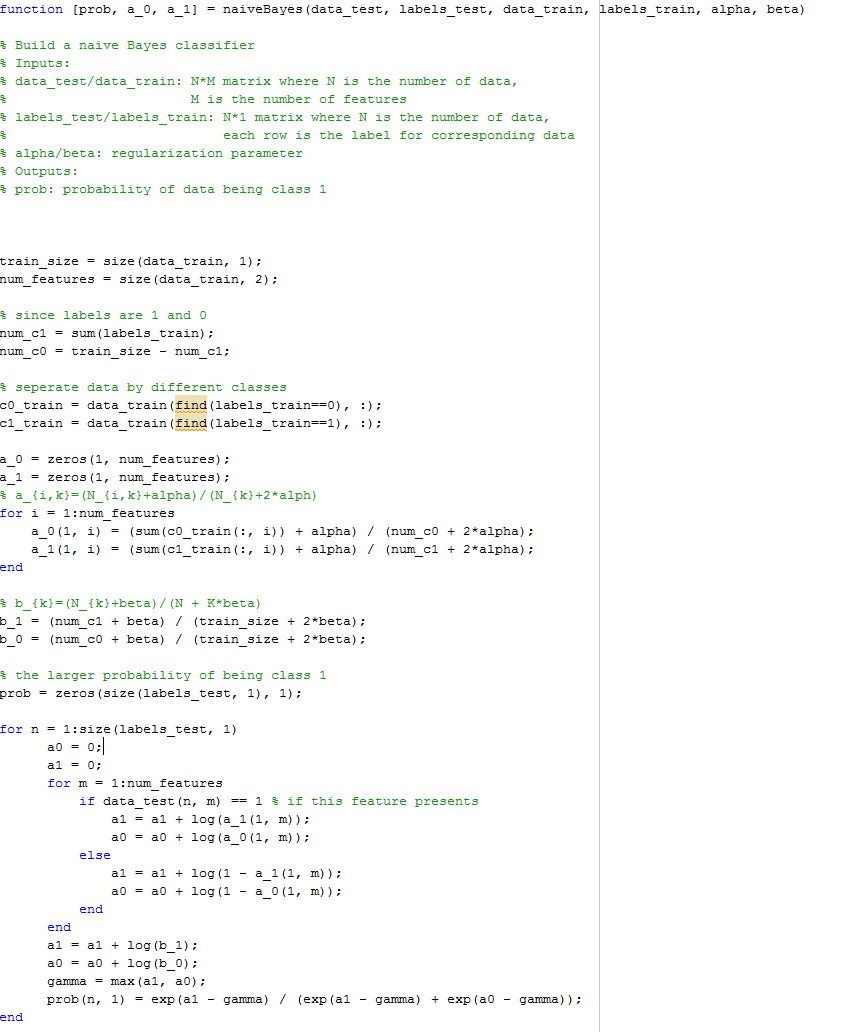 function [prob, a_0, a_1] = naiveBayes(data_test, labels_test, data_train, labels_train, alpha, beta)
% Build a naive Bayes classifier
% Inputs:
% data_test/data_train: N*M matrix where N is the number of data,
%                       M is the number of features
% labels_test/labels_train: N*1 matrix where N is the number of data,
%                           each row is the label for corresponding data
% alpha/beta: regularization parameter
% Outputs:
% prob: probability of data being class 1
train_size = size(data_train, 1);
num_features = size(data_train, 2);
% since labels are 1 and 0
num_c1 = sum(labels_train);
num_c0 = train_size - num_c1;
% seperate data by different classes
c0_train = data_train(find(labels_train==0), :);
c1_train = data_train(find(labels_train==1), :);
a_0 = zeros(1, num_features);
a_1 = zeros(1, num_features);
% a_{i,k}=(N_{i,k}+alpha)/(N_{k}+2*alph)
for i = 1:num_features
    a_0(1, i) = (sum(c0_train(:, i)) + alpha) / (num_c0 + 2*alpha);
    a_1(1, i) = (sum(c1_train(:, i)) + alpha) / (num_c1 + 2*alpha);
end
% b_{k}=(N_{k}+beta)/(N + K*beta)
b_1 = (num_c1 + beta) / (train_size + 2*beta);
b_0 = (num_c0 + beta) / (train_size + 2*beta);
% the larger probability of being class 1
prob = zeros(size(labels_test, 1), 1);
for n = 1:size(labels_test, 1)
      a0 = 0;
      a1 = 0;
      for m = 1:num_features
          if data_test(n, m) == 1 % if this feature presents
              a1 = a1 + log(a_1(1, m));
              a0 = a0 + log(a_0(1, m));
          else
              a1 = a1 + log(1 - a_1(1, m));
              a0 = a0 + log(1 - a_0(1, m));
          end
      end
      a1 = a1 + log(b_1);
      a0 = a0 + log(b_0);
      gamma = max(a1, a0);
      prob(n, 1) = exp(a1 - gamma) / (exp(a1 - gamma) + exp(a0 - gamma));
end